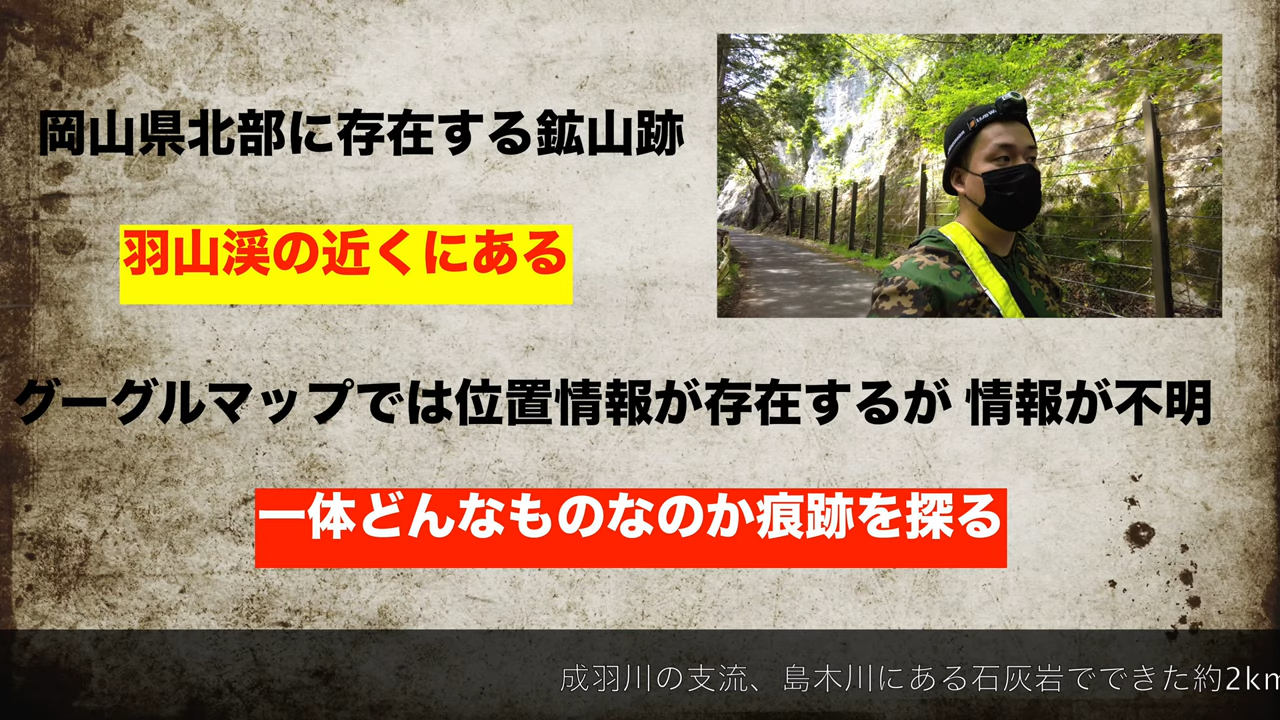 岡山県北部に存在する鉱山跡
羽山渓の近くにある
グーグルマップでは位置情報が存在するが 情報が不明
一体どんなものなのか痕跡を探る
成羽川の支流、島木川にある石灰岩でできた約2km